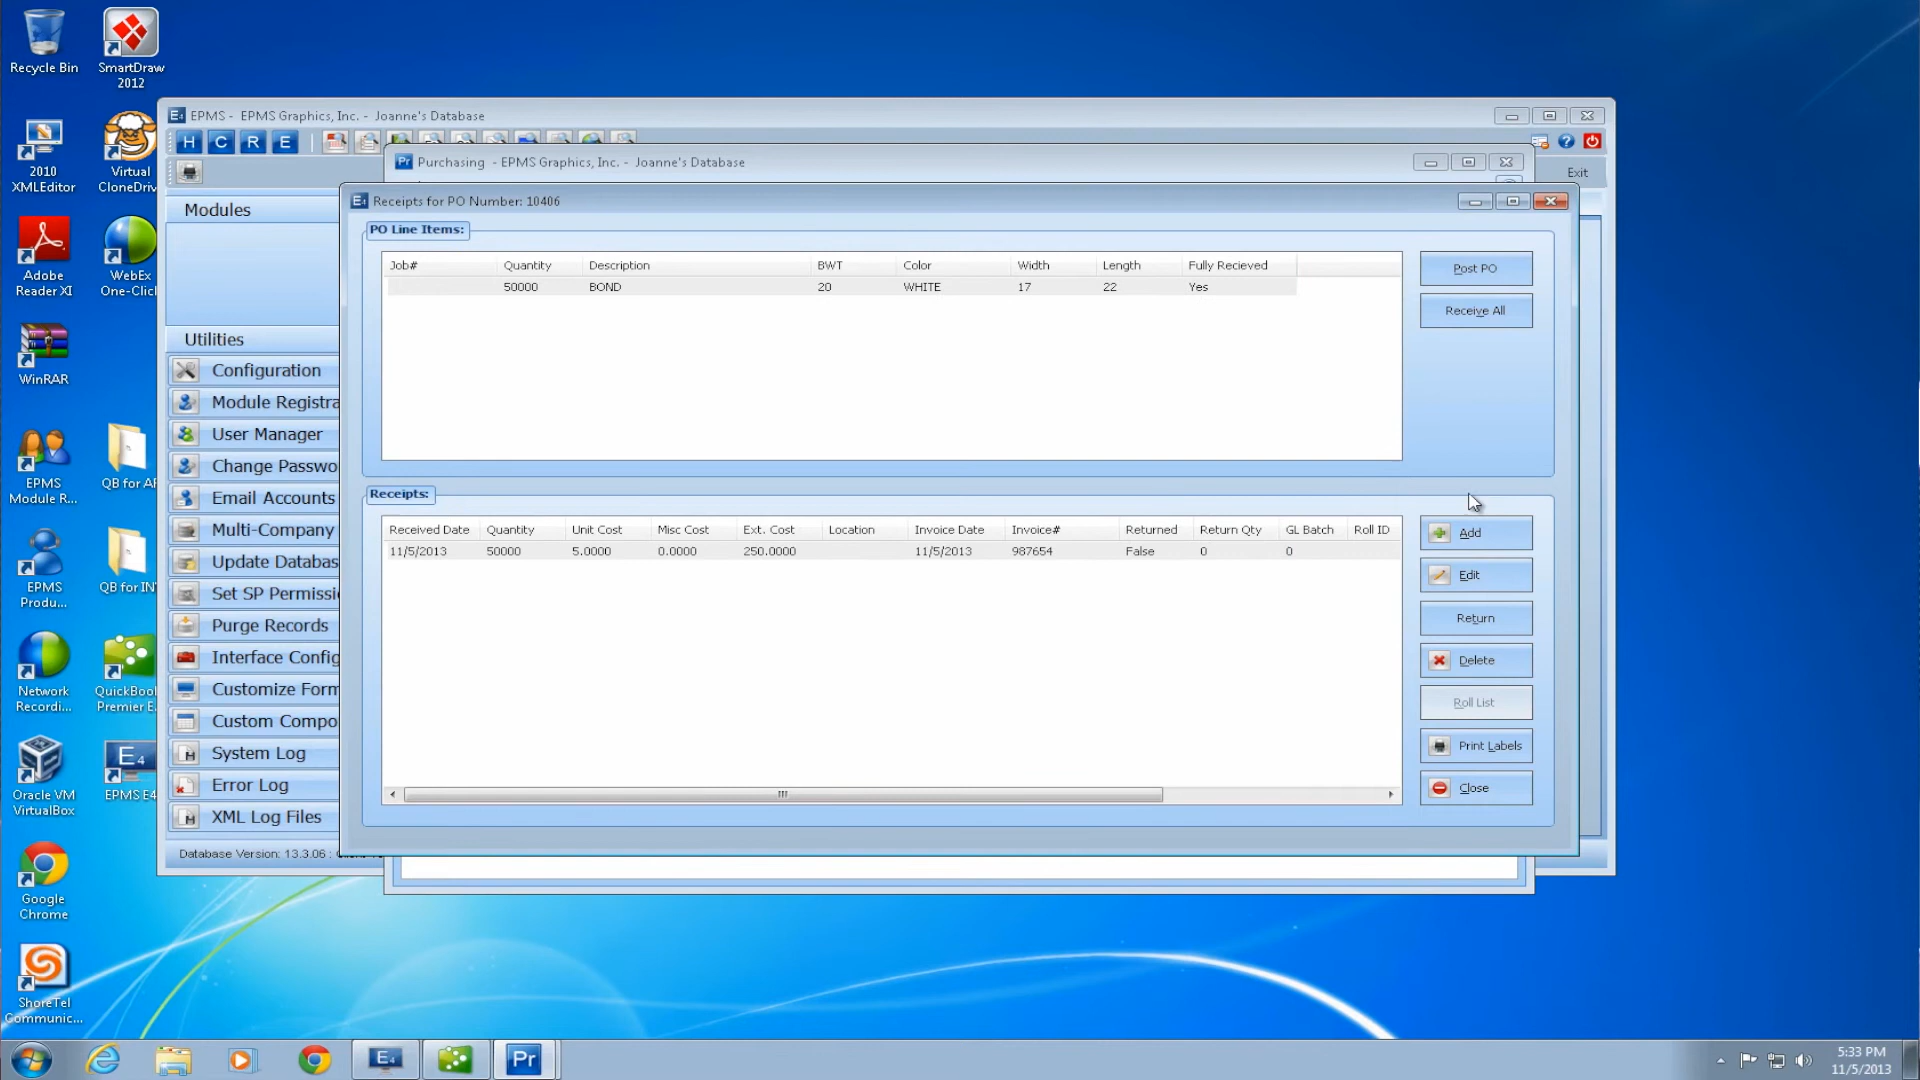 Recycle Bin
SmartDraw
2012
2010
XMLEditor
Virtual
CloneDriv
Adobe
Reader XI
WebEx
One-Clicl
WinRAR
EPMS
Module R...
QB for AR
EPMS
Produ...
QB for IN
Network
Recordi...
QuickBool
Premier E.
Oracle VM
VirtualBox
EPMS E4
Google
Chrome
ShoreTel
Communic...
EPMS - EPMS Graphics, Inc. - Joanne's Database
H C R E
Exit
Modules
Utilities
Configuration
Module Registra
User Manager
Change Passwo
Email Accounts
Multi-Company
Update Databas
Set SP Permissi
Purge Records
Interface Config
Customize Form
Custom Compo
System Log
Error Log
XML Log Files
Database Version: 13.3.06 :
Pr Purchasing - EPMS Graphics, Inc. - Joanne's Database
E4 Receipts for PO Number: 10406
PO Line Items:
Job# Quantity Description BWT Color Width Length Fully Recieved
50000 BOND 20 WHITE 17 22 Yes
Post PO
Receive All
Receipts:
Received Date Quantity Unit Cost Misc Cost Ext. Cost Location Invoice Date Invoice# Returned Return Qty GL Batch Roll ID
11/5/2013 50000 5.0000 0.0000 250.0000 11/5/2013 987654 False 0 0
Add
Edit
Return
Delete
Roll List
Print Labels
Close
E4
Pr
5:33 PM
11/5/2013